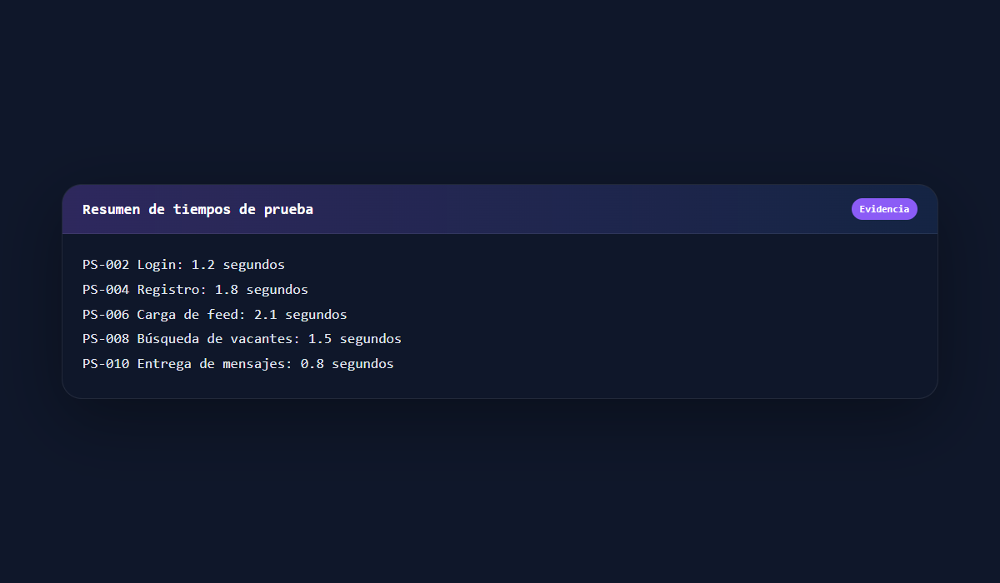 Resumen de tiempos de prueba
Evidencia
PS-002 Login: 1.2 segundos
PS-004 Registro: 1.8 segundos
PS-006 Carga de feed: 2.1 segundos
PS-008 Búsqueda de vacantes: 1.5 segundos
PS-010 Entrega de mensajes: 0.8 segundos